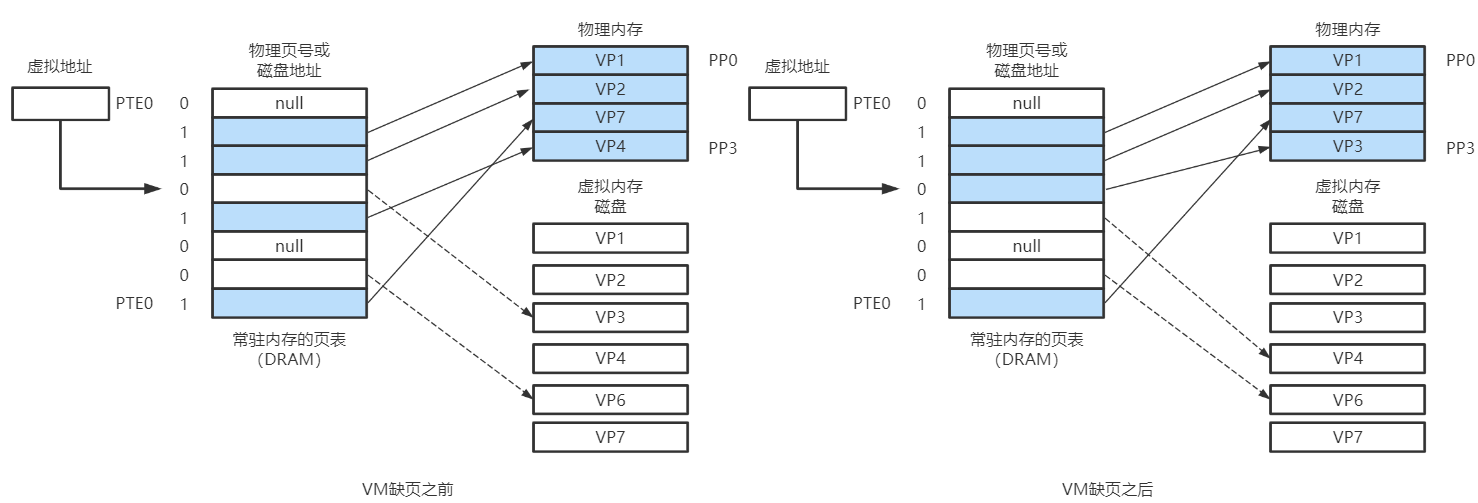 物理内存
物理页号或
磁盘地址
虚拟地址
VP1
PP0
PTE0
0
null
VP2
1
VP7
1
VP4
PP3
0
虚拟内存
磁盘
1
VP1
0
null
0
VP2
PTE0
1
VP3
常驻内存的页表
(DRAM)
VP4
VP6
VP7
VM缺页之前
物理内存
物理页号或
磁盘地址
虚拟地址
VP1
PP0
PTE0
0
null
VP2
1
VP7
1
VP3
PP3
0
虚拟内存
磁盘
1
VP1
0
null
0
VP2
PTE0
1
VP3
常驻内存的页表
(DRAM)
VP4
VP6
VP7
VM缺页之后